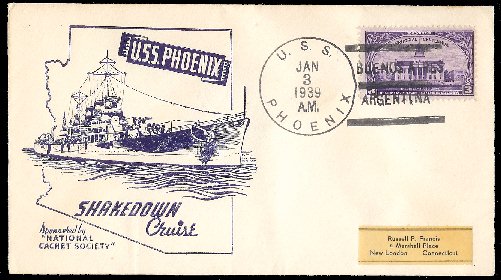 U.S.S. PHOENIX
SHAKEDOWN
Cruise
Sponsored by
"NATIONAL
CACHET SOCIETY"
U. S. S.
JAN
3
1939
A.M.
PHOENIX
BUENOS AIRES
ARGENTINA
3
Russell F. Francis
Marshall Place
New London Connecticut